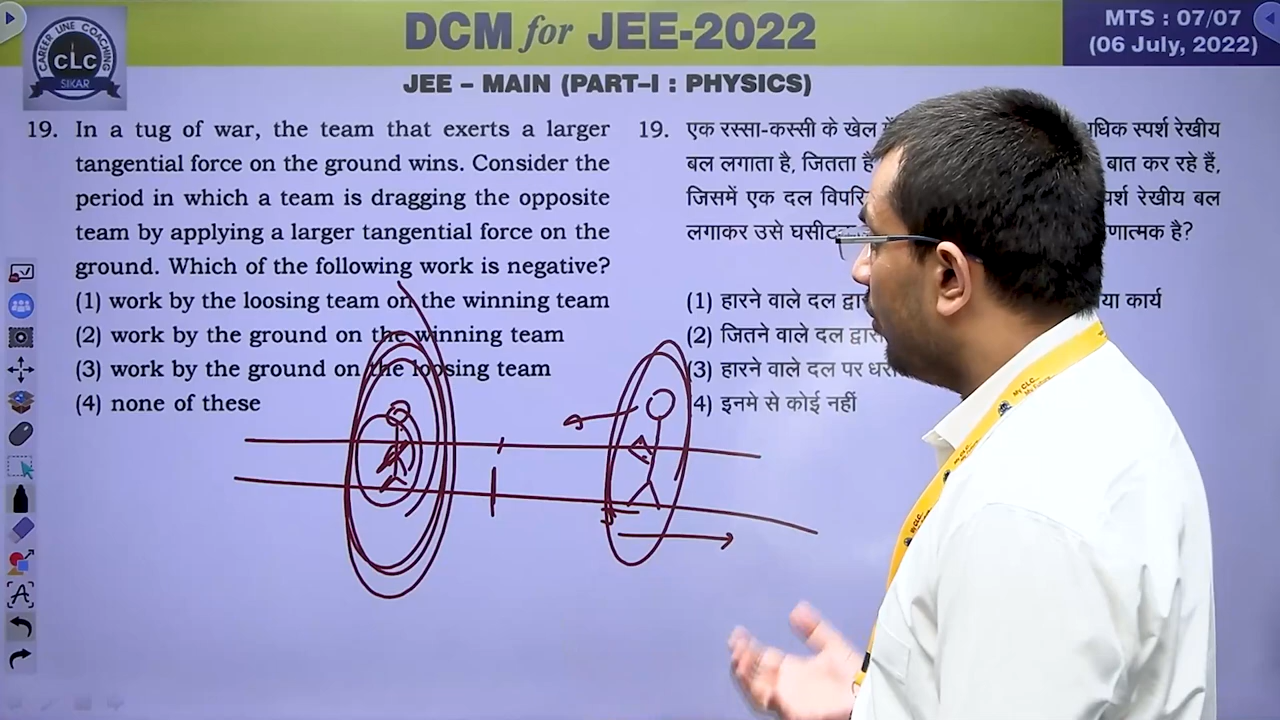 CAREER LINE COACHING
CLC
SIKAR
DCM for JEE-2022
MTS : 07/07
(06 July, 2022)
JEE – MAIN (PART–I : PHYSICS)
19. In a tug of war, the team that exerts a larger
tangential force on the ground wins. Consider the
period in which a team is dragging the opposite
team by applying a larger tangential force on the
ground. Which of the following work is negative?
(1) work by the loosing team on the winning team
(2) work by the ground on the winning team
(3) work by the ground on the loosing team
(4) none of these
19. एक रस्सा-कस्सी के खेल धिक स्पर्श रेखीय
बल लगाता है, जितता है बात कर रहे हैं,
जिसमें एक दल विपरि पर्श रेखीय बल
लगाकर उसे घसीट णात्मक है?
(1) हारने वाले दल द्वा या कार्य
(2) जितने वाले दल द्वारा
(3) हारने वाले दल पर
4) इनमे से कोई नहीं